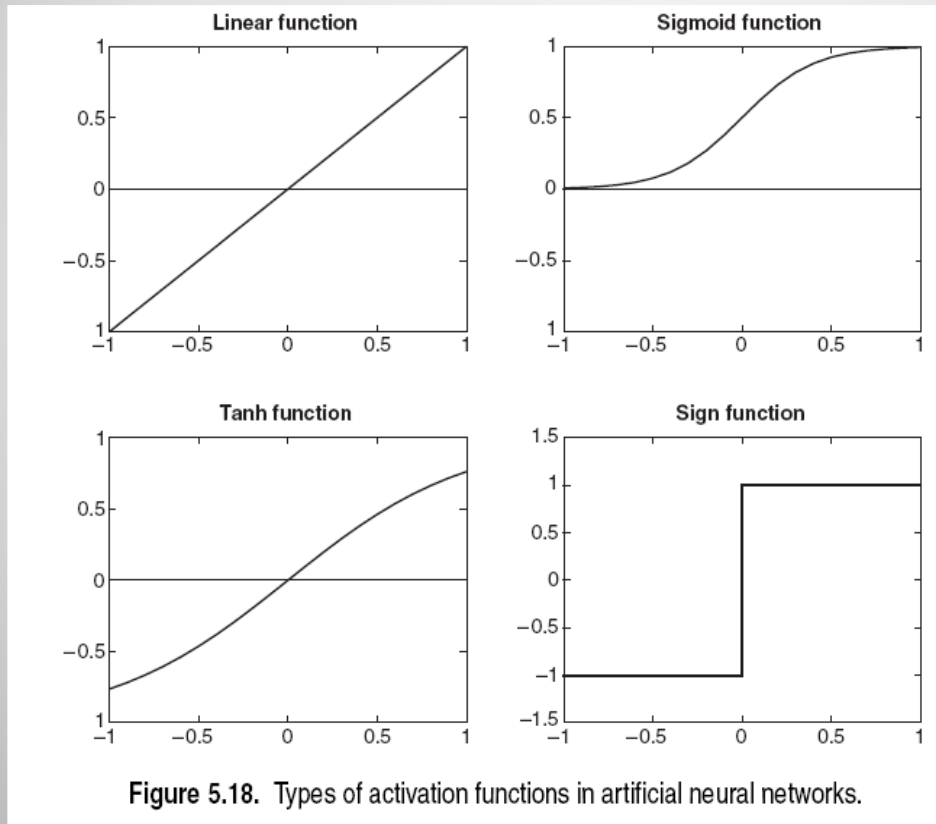 Linear function
1
0.5
0
−0.5
1
−1 −0.5 0 0.5 1
Sigmoid function
1
0.5
0
−0.5
1
−1 −0.5 0 0.5 1
Tanh function
1
0.5
0
−0.5
1
−1 −0.5 0 0.5 1
Sign function
1.5
1
0.5
0
−0.5
−1
−1.5
−1 −0.5 0 0.5 1
Figure 5.18. Types of activation functions in artificial neural networks.